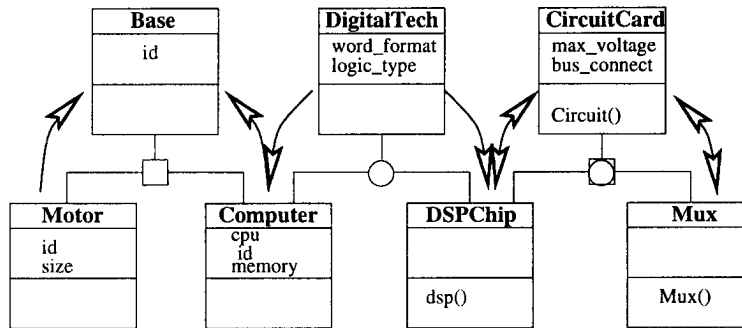 Base
id
DigitalTech
word_format
logic_type
CircuitCard
max_voltage
bus_connect
Circuit()
Motor
id
size
Computer
cpu
id
memory
DSPChip
dsp()
Mux
Mux()